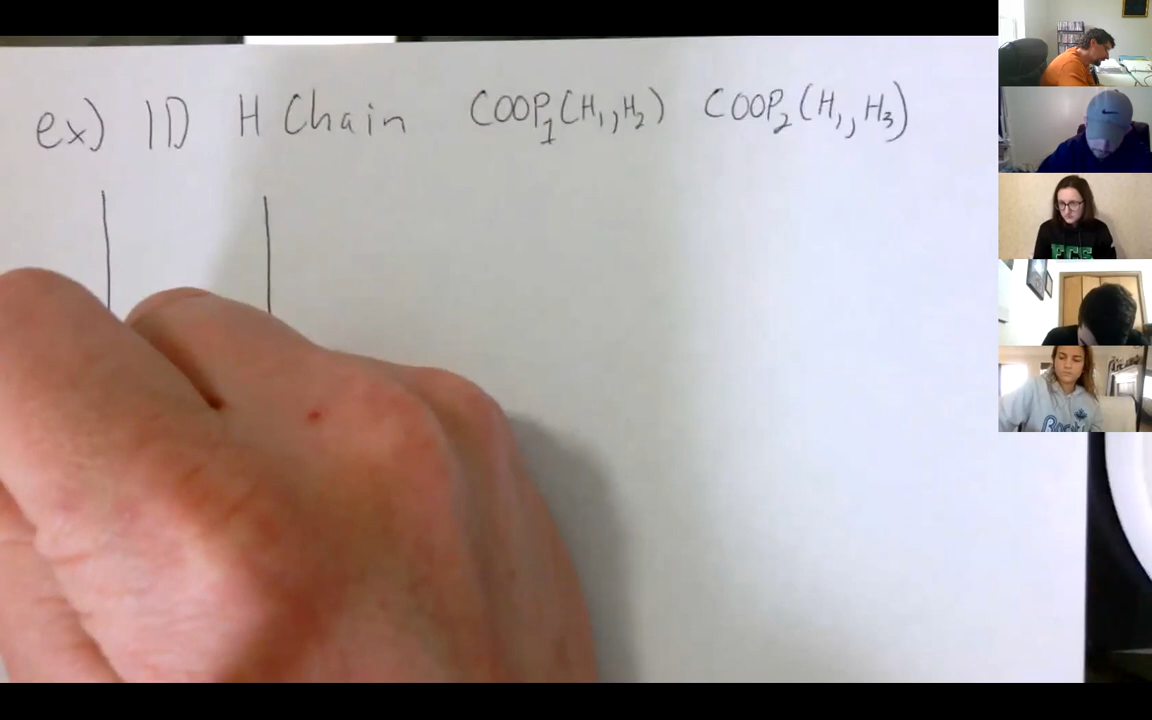 ex) 1D H Chain COOP₁(H₁,H₂) COOP₂(H₁,H₃)